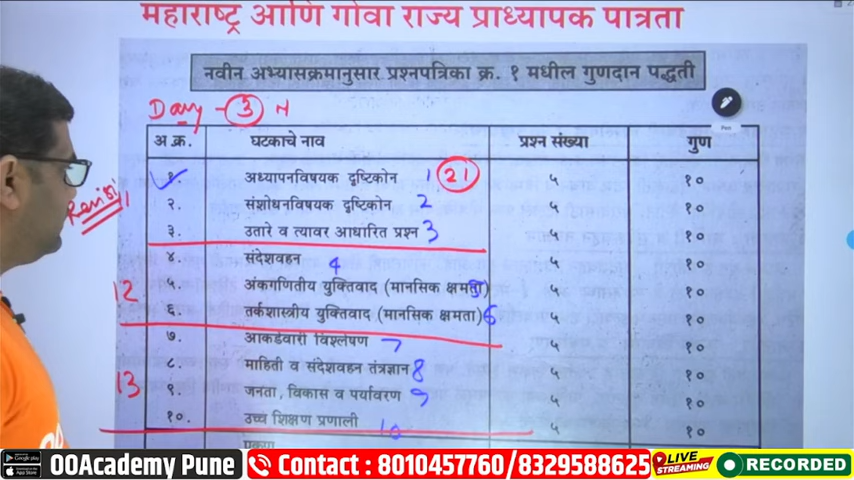 महाराष्ट्र आणि गोवा राज्य प्राध्यापक पात्रता
नवीन अभ्यासक्रमानुसार प्रश्नपत्रिका क्र. १ मधील गुणदान पद्धती
Day - 3 H
अ.क्र. घटकाचे नाव प्रश्न संख्या गुण
१. अध्यापनविषयक दृष्टिकोन 1 21 ५ १०
Revisi
२. संशोधनविषयक दृष्टिकोन 2 ५ १०
३. उतारे व त्यावर आधारित प्रश्न 3 ५ १०
४. संदेशवहन 4 ५ १०
12 ५. अंकगणितीय युक्तिवाद (मानसिक क्षमता) 5 ५ १०
६. तर्कशास्त्रीय युक्तिवाद (मानसिक क्षमता) 6 ५ १०
७. आकडेवारी विश्लेषण 7 ५ १०
८. माहिती व संदेशवहन तंत्रज्ञान 8 ५ १०
13 ९. जनता, विकास व पर्यावरण 9 ५ १०
१०. उच्च शिक्षण प्रणाली 10 ५ १०
OOAcademy Pune Contact : 8010457760/8329588625 LIVE STREAMING RECORDED